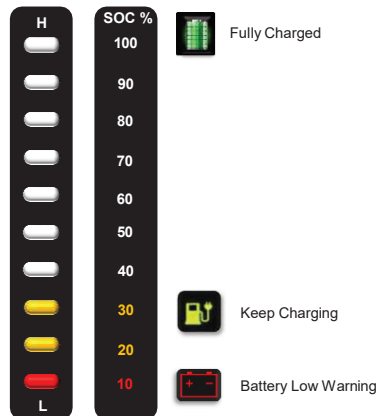 H
SOC %
100
Fully Charged
90
80
70
60
50
40
30
Keep Charging
20
10
Battery Low Warning
L